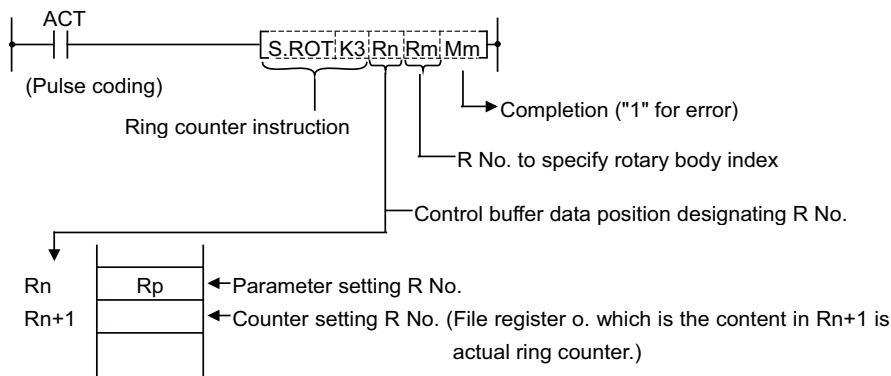 ACT
S.ROT K3 Rn Rm Mm
(Pulse coding)
Completion ("1" for error)
Ring counter instruction
R No. to specify rotary body index
Control buffer data position designating R No.
Rn Rp Parameter setting R No.
Rn+1 Counter setting R No. (File register o. which is the content in Rn+1 is
actual ring counter.)